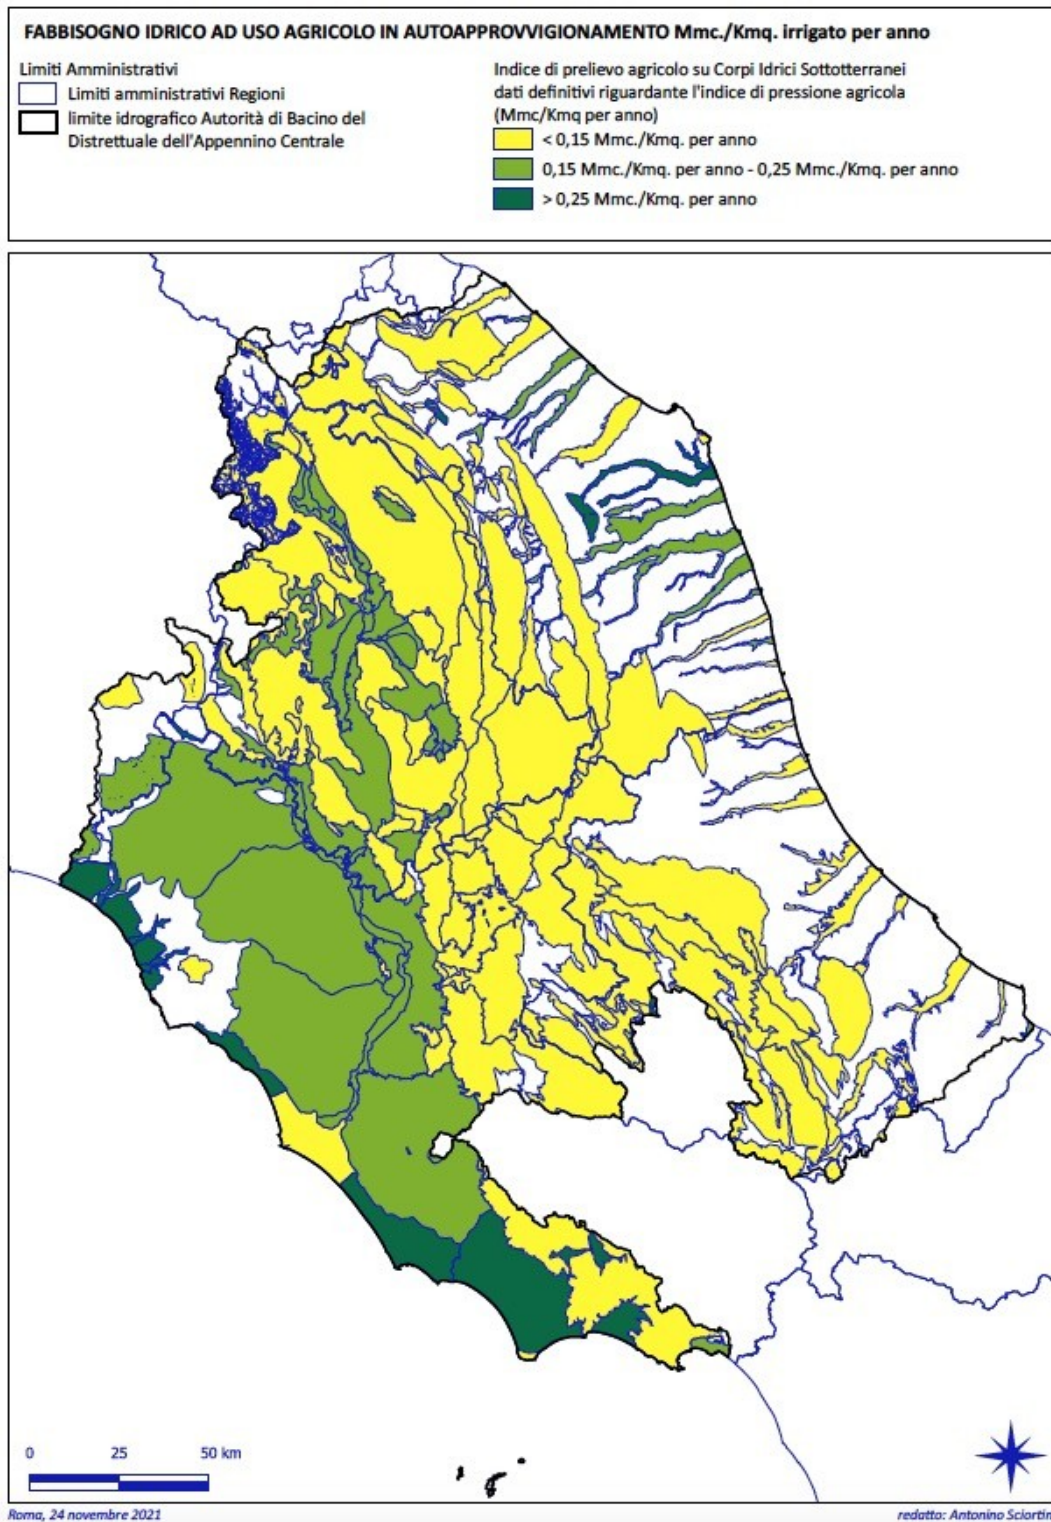 FABBISOGNO IDRICO AD USO AGRICOLO IN AUTOAPPROVVIGIONAMENTO Mmc./Kmq. irrigato per anno
Limiti Amministrativi
Limiti amministrativi Regioni
limite idrografico Autorità di Bacino del
Distrettuale dell'Appennino Centrale
Indice di prelievo agricolo su Corpi Idrici Sottotterranei
dati definitivi riguardante l'indice di pressione agricola
(Mmc/Kmq per anno)
< 0,15 Mmc./Kmq. per anno
0,15 Mmc./Kmq. per anno - 0,25 Mmc./Kmq. per anno
> 0,25 Mmc./Kmq. per anno
0 25 50 km
Roma, 24 novembre 2021
redatto: Antonino Sciortin